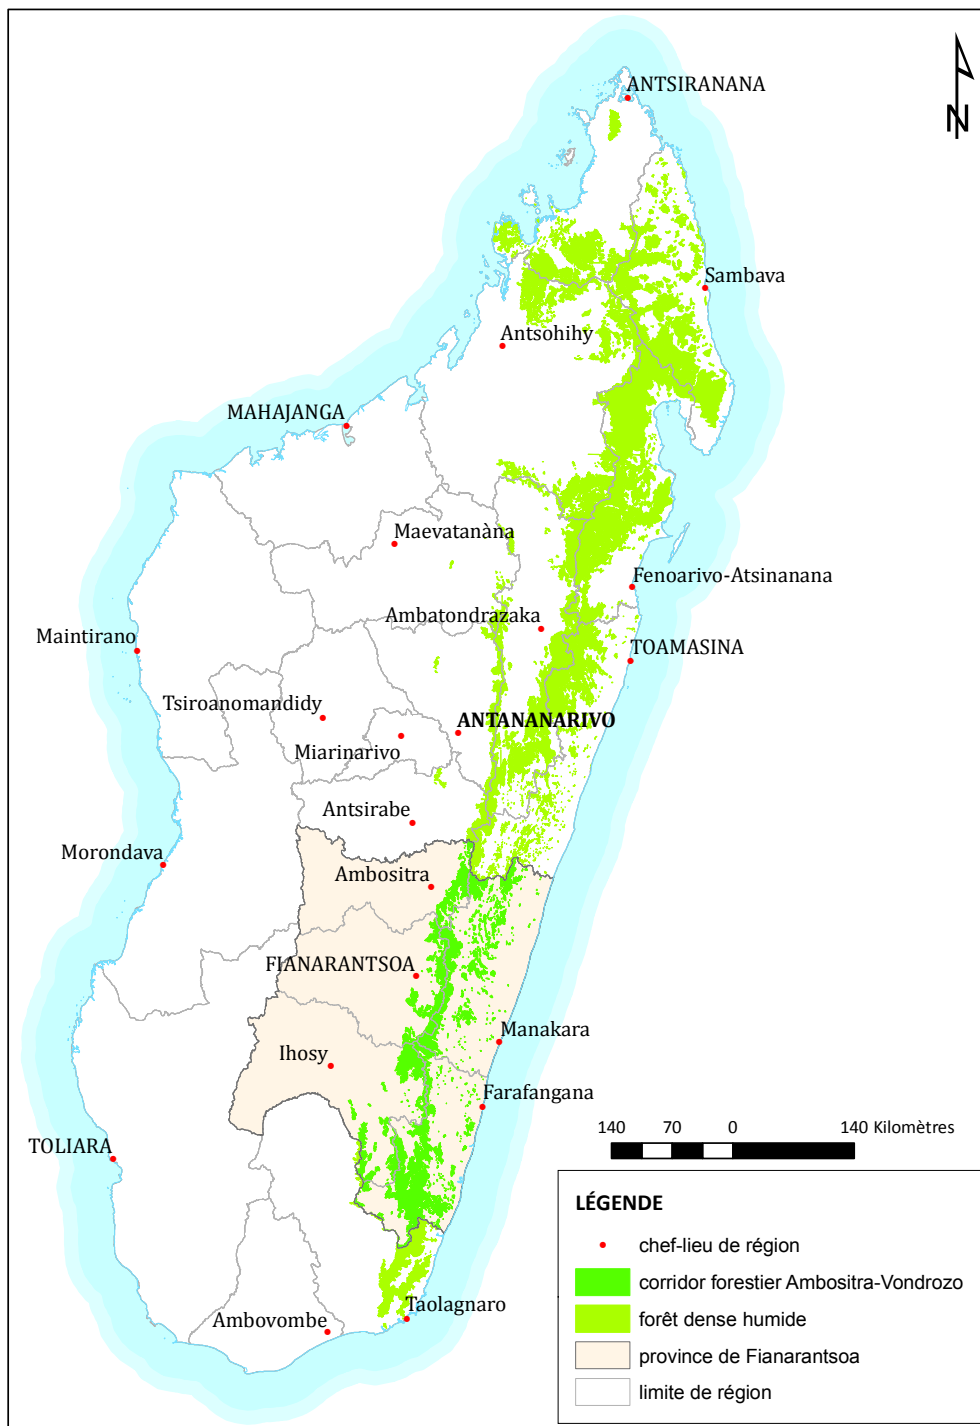 N
ANTSIRANANA
Sambava
Antsohihy
MAHAJANGA
Maevatanàna
Fenoarivo-Atsinanana
Ambatondrazaka
Maintirano
TOAMASINA
Tsiroanomandidy
ANTANANARIVO
Miarinarivo
Antsirabe
Morondava
Ambositra
FIANARANTSOA
Manakara
Ihosy
Farafangana
TOLIARA
140 70 0 140 Kilomètres
LÉGENDE
chef-lieu de région
corridor forestier Ambositra-Vondrozo
forêt dense humide
province de Fianarantsoa
limite de région
Taolagnaro
Ambovombe